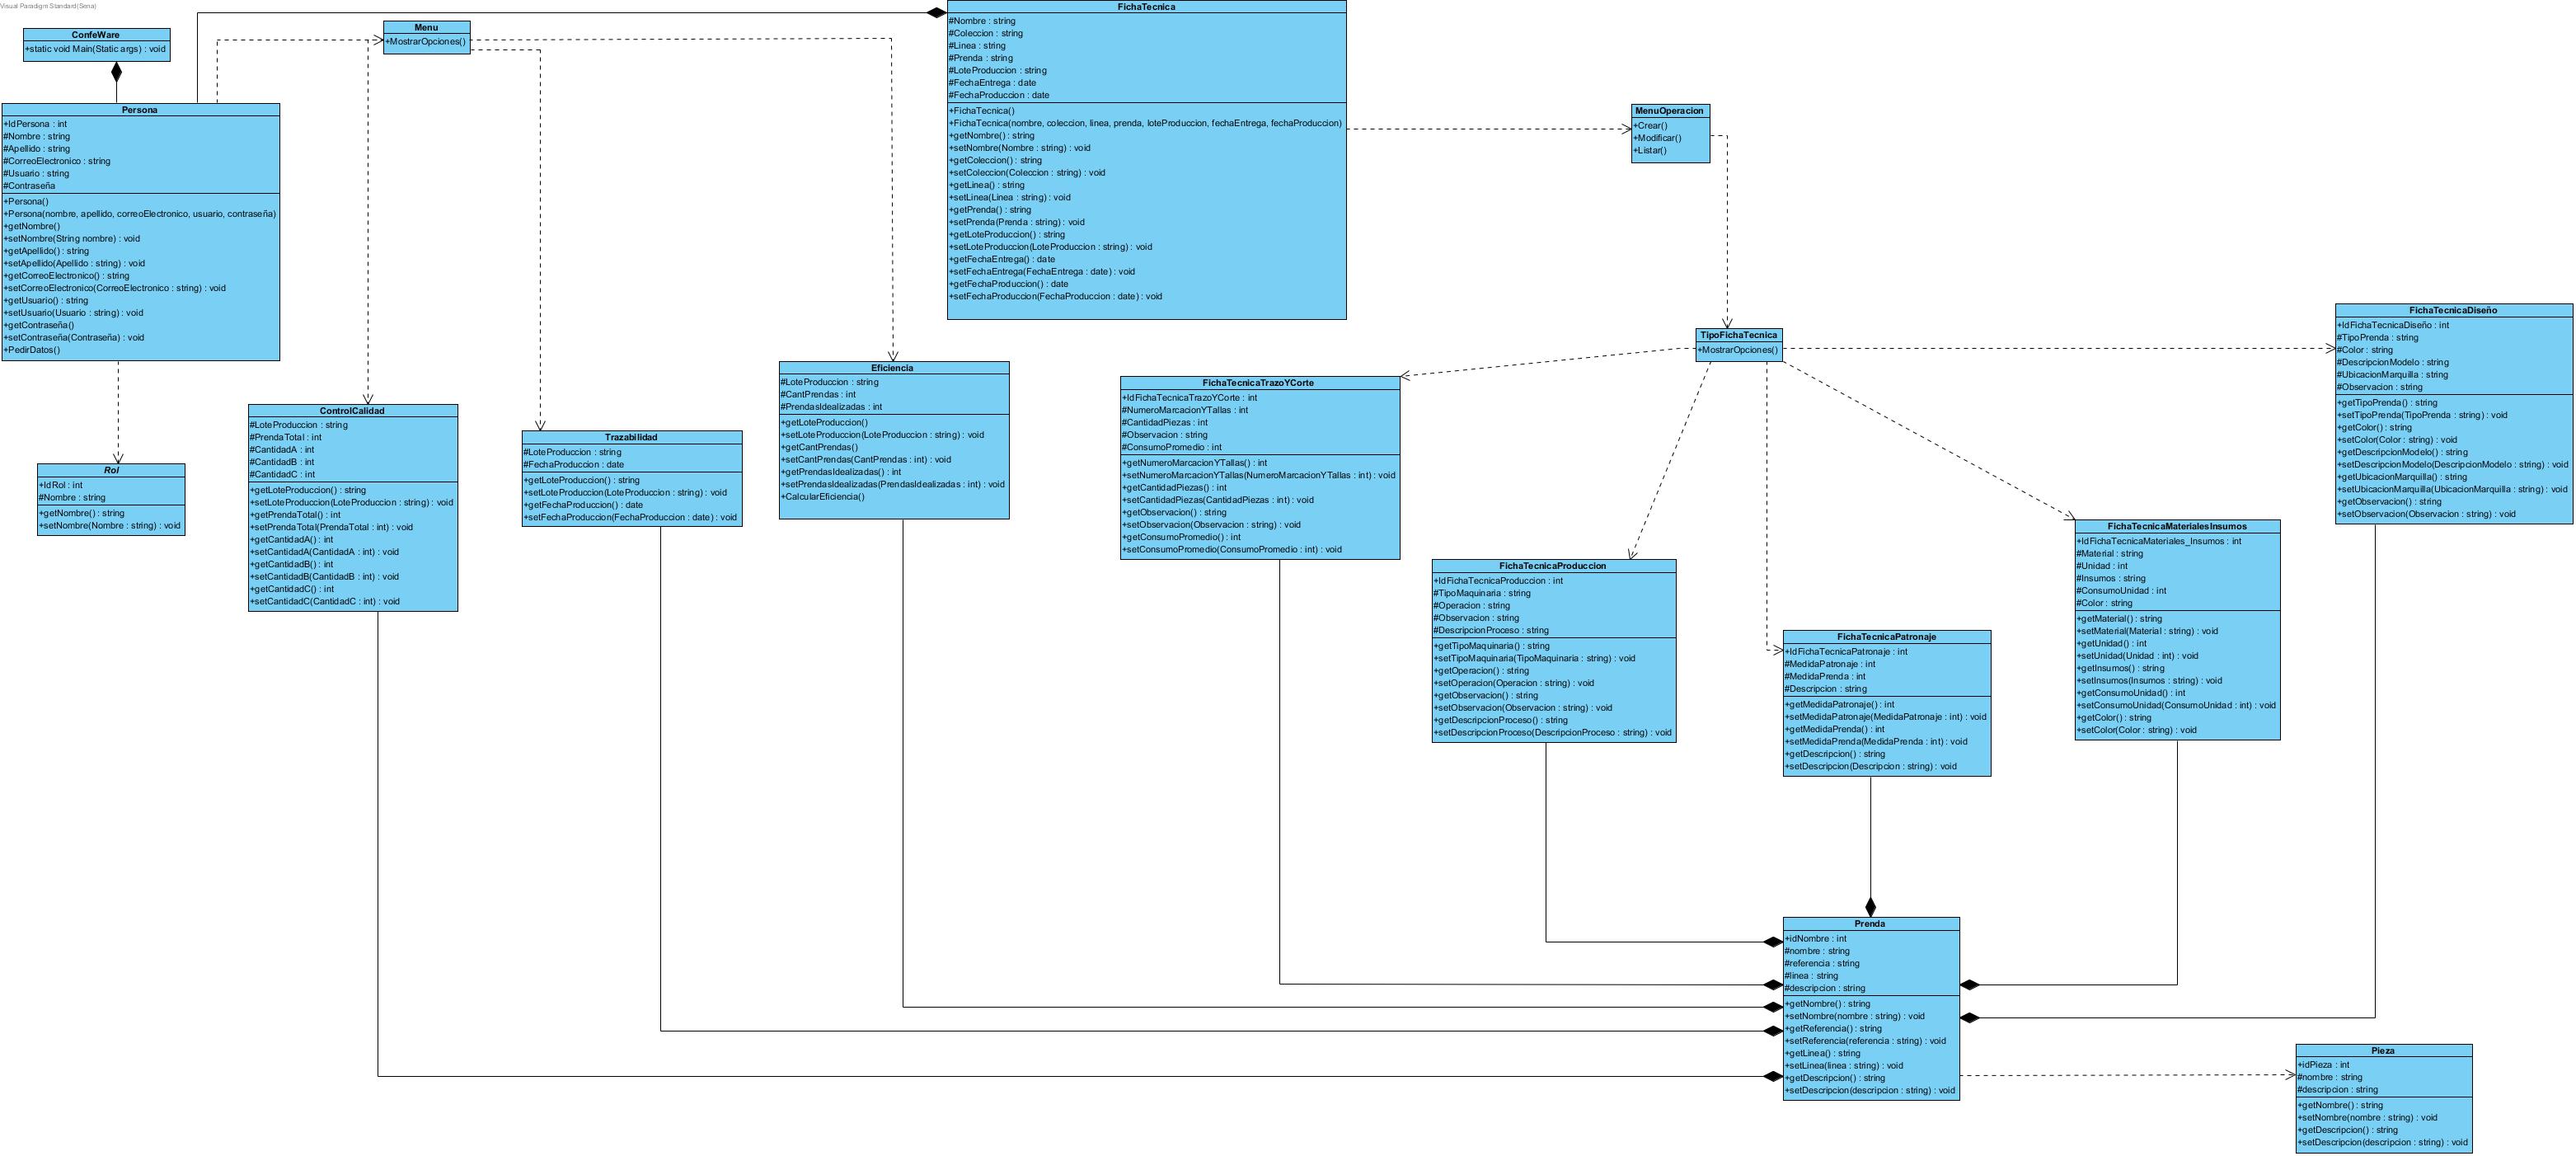 Visual Paradigm Standard(Sena)
ConfeWare
+static void Main(Static args) : void
Menu
+MostrarOpciones()
FichaTecnica
#Nombre : string
#Coleccion : string
#Linea : string
#Prenda : string
#LoteProduccion : string
#FechaEntrega : date
#FechaProduccion : date
+FichaTecnica()
+FichaTecnica(nombre, coleccion, linea, prenda, loteProduccion, fechaEntrega, fechaProduccion)
+getNombre() : string
+setNombre(Nombre : string) : void
+getColeccion() : string
+setColeccion(Coleccion : string) : void
+getLinea() : string
+setLinea(Linea : string) : void
+getPrenda() : string
+setPrenda(Prenda : string) : void
+getLoteProduccion() : string
+setLoteProduccion(LoteProduccion : string) : void
+getFechaEntrega() : date
+setFechaEntrega(FechaEntrega : date) : void
+getFechaProduccion() : date
+setFechaProduccion(FechaProduccion : date) : void
Persona
+IdPersona : int
#Nombre : string
#Apellido : string
#CorreoElectronico : string
#Usuario : string
#Contraseña
+Persona()
+Persona(nombre, apellido, correoElectronico, usuario, contraseña)
+getNombre()
+setNombre(String nombre) : void
+getApellido() : string
+setApellido(Apellido : string) : void
+getCorreoElectronico() : string
+setCorreoElectronico(CorreoElectronico : string) : void
+getUsuario() : string
+setUsuario(Usuario : string) : void
+getContraseña()
+setContraseña(Contraseña) : void
+PedirDatos()
MenuOperacion
+Crear()
+Modificar()
+Listar()
TipoFichaTecnica
+MostrarOpciones()
FichaTecnicaDiseño
+IdFichaTecnicaDiseño : int
#TipoPrenda : string
#Color : string
#DescripcionModelo : string
#UbicacionMarquilla : string
#Observacion : string
+getTipoPrenda() : string
+setTipoPrenda(TipoPrenda : string) : void
+getColor() : string
+setColor(Color : string) : void
+getDescripcionModelo() : string
+setDescripcionModelo(DescripcionModelo : string) : void
+getUbicacionMarquilla() : string
+setUbicacionMarquilla(UbicacionMarquilla : string) : void
+getObservacion() : string
+setObservacion(Observacion : string) : void
Eficiencia
#LoteProduccion : string
#CantPrendas : int
#PrendasIdealizadas : int
+getLoteProduccion()
+setLoteProduccion(LoteProduccion : string) : void
+getCantPrendas()
+setCantPrendas(CantPrendas : int) : void
+getPrendasIdealizadas() : int
+setPrendasIdealizadas(PrendasIdealizadas : int) : void
+CalcularEficiencia()
FichaTecnicaTrazoYCorte
+IdFichaTecnicaTrazoYCorte : int
#NumeroMarcacionYTallas : int
#CantidadPiezas : int
#Observacion : string
#ConsumoPromedio : int
+getNumeroMarcacionYTallas() : int
+setNumeroMarcacionYTallas(NumeroMarcacionYTallas : int) : void
+getCantidadPiezas() : int
+setCantidadPiezas(CantidadPiezas : int) : void
+getObservacion() : string
+setObservacion(Observacion : string) : void
+getConsumoPromedio() : int
+setConsumoPromedio(ConsumoPromedio : int) : void
ControlCalidad
#LoteProduccion : string
#PrendaTotal : int
#CantidadA : int
#CantidadB : int
#CantidadC : int
+getLoteProduccion() : string
+setLoteProduccion(LoteProduccion : string) : void
+getPrendaTotal() : int
+setPrendaTotal(PrendaTotal : int) : void
+getCantidadA() : int
+setCantidadA(CantidadA : int) : void
+getCantidadB() : int
+setCantidadB(CantidadB : int) : void
+getCantidadC() : int
+setCantidadC(CantidadC : int) : void
Trazabilidad
#LoteProduccion : string
#FechaProduccion : date
+getLoteProduccion() : string
+setLoteProduccion(LoteProduccion : string) : void
+getFechaProduccion() : date
+setFechaProduccion(FechaProduccion : date) : void
Rol
+IdRol : int
#Nombre : string
+getNombre() : string
+setNombre(Nombre : string) : void
FichaTecnicaMaterialesInsumos
+IdFichaTecnicaMateriales_Insumos : int
#Material : string
#Unidad : int
#Insumos : string
#ConsumoUnidad : int
#Color : string
+getMaterial() : string
+setMaterial(Material : string) : void
+getUnidad() : int
+setUnidad(Unidad : int) : void
+getInsumos() : string
+setInsumos(Insumos : string) : void
+getConsumoUnidad() : int
+setConsumoUnidad(ConsumoUnidad : int) : void
+getColor() : string
+setColor(Color : string) : void
FichaTecnicaProduccion
+IdFichaTecnicaProduccion : int
#TipoMaquinaria : string
#Operacion : string
#Observacion : string
#DescripcionProceso : string
+getTipoMaquinaria() : string
+setTipoMaquinaria(TipoMaquinaria : string) : void
+getOperacion() : string
+setOperacion(Operacion : string) : void
+getObservacion() : string
+setObservacion(Observacion : string) : void
+getDescripcionProceso() : string
+setDescripcionProceso(DescripcionProceso : string) : void
FichaTecnicaPatronaje
+IdFichaTecnicaPatronaje : int
#MedidaPatronaje : int
#MedidaPrenda : int
#Descripcion : string
+getMedidaPatronaje() : int
+setMedidaPatronaje(MedidaPatronaje : int) : void
+getMedidaPrenda() : int
+setMedidaPrenda(MedidaPrenda : int) : void
+getDescripcion() : string
+setDescripcion(Descripcion : string) : void
Prenda
+idNombre : int
#nombre : string
#referencia : string
#linea : string
#descripcion : string
+getNombre() : string
+setNombre(nombre : string) : void
+getReferencia() : string
+setReferencia(referencia : string) : void
+getLinea() : string
+setLinea(linea : string) : void
+getDescripcion() : string
+setDescripcion(descripcion : string) : void
Pieza
+idPieza : int
#nombre : string
#descripcion : string
+getNombre() : string
+setNombre(nombre : string) : void
+getDescripcion() : string
+setDescripcion(descripcion : string) : void